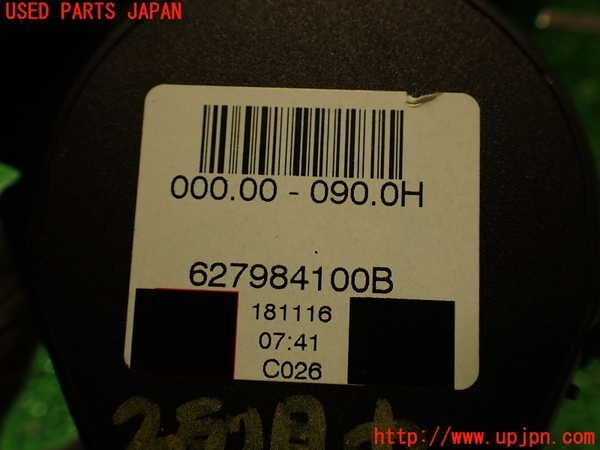 USED PARTS JAPAN
000.00 - 090.0H
627984100B
181116
07:41
C026
http://www.upjpn.com/